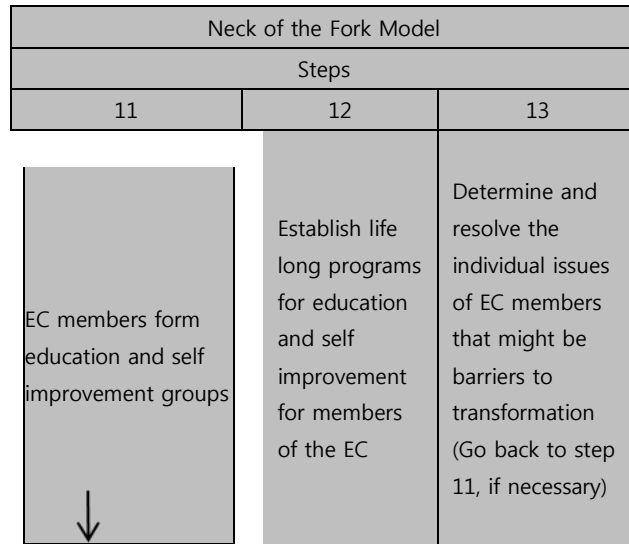 Neck of the Fork Model
Steps
11
12
13
EC members form
education and self
improvement groups
Establish life
long programs
for education
and self
improvement
for members
of the EC
Determine and
resolve the
individual issues
of EC members
that might be
barriers to
transformation
(Go back to step
11, if necessary)